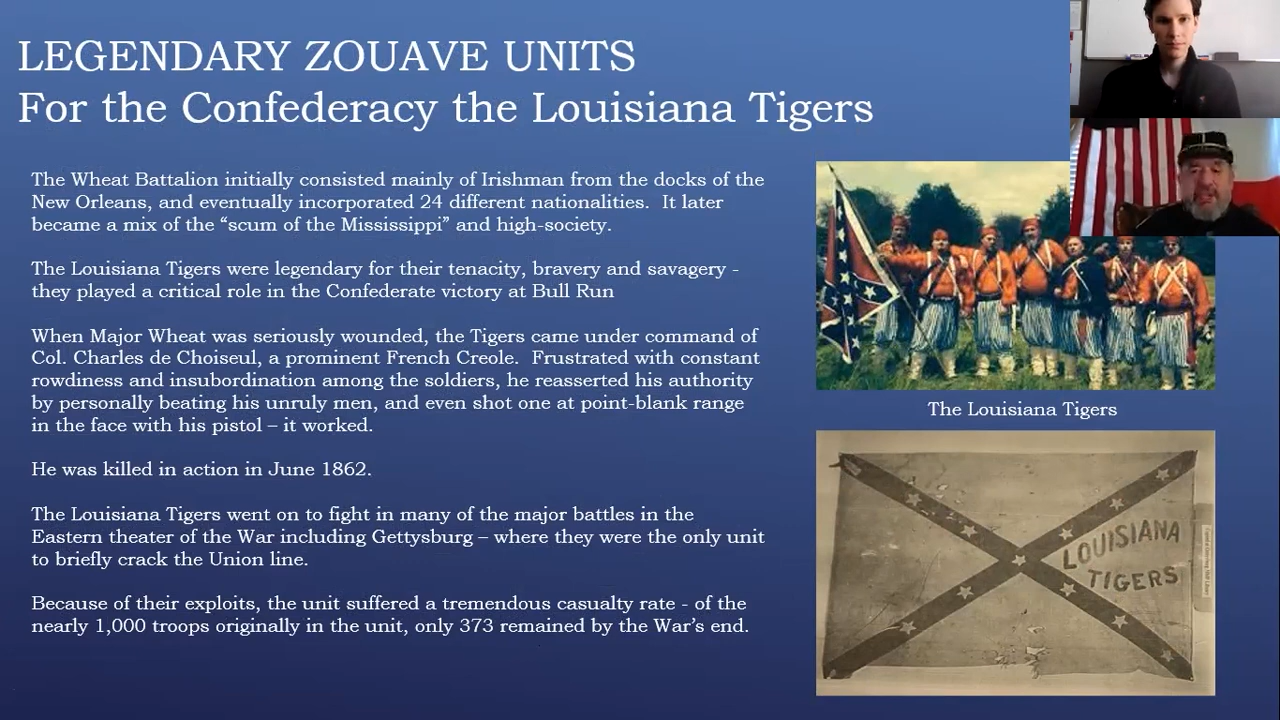 LEGENDARY ZOUAVE UNITS
For the Confederacy the Louisiana Tigers
The Wheat Battalion initially consisted mainly of Irishman from the docks of the
New Orleans, and eventually incorporated 24 different nationalities.  It later
became a mix of the “scum of the Mississippi” and high-society.
The Louisiana Tigers were legendary for their tenacity, bravery and savagery -
they played a critical role in the Confederate victory at Bull Run
When Major Wheat was seriously wounded, the Tigers came under command of
Col. Charles de Choiseul, a prominent French Creole.  Frustrated with constant
rowdiness and insubordination among the soldiers, he reasserted his authority
by personally beating his unruly men, and even shot one at point-blank range
in the face with his pistol – it worked.
He was killed in action in June 1862.
The Louisiana Tigers went on to fight in many of the major battles in the
Eastern theater of the War including Gettysburg – where they were the only unit
to briefly crack the Union line.
Because of their exploits, the unit suffered a tremendous casualty rate - of the
nearly 1,000 troops originally in the unit, only 373 remained by the War’s end.
The Louisiana Tigers
LOUISIANA
TIGERS